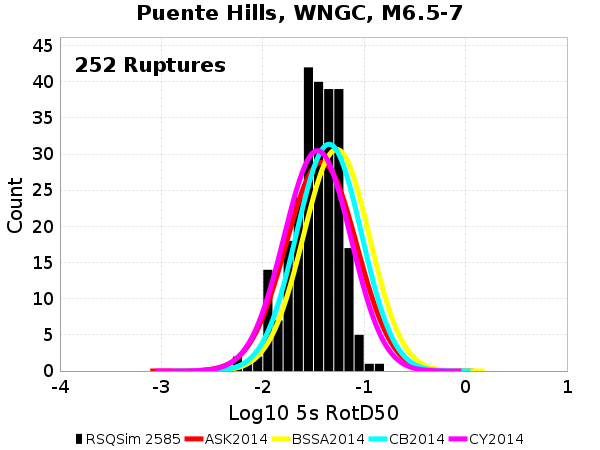 Puente Hills, WNGC, M6.5-7
252 Ruptures
45
40
35
30
25
20
15
10
5
0
Count
-4 -3 -2 -1 0 1
Log10 5s RotD50
RSQSim 2585 ASK2014 BSSA2014 CB2014 CY2014